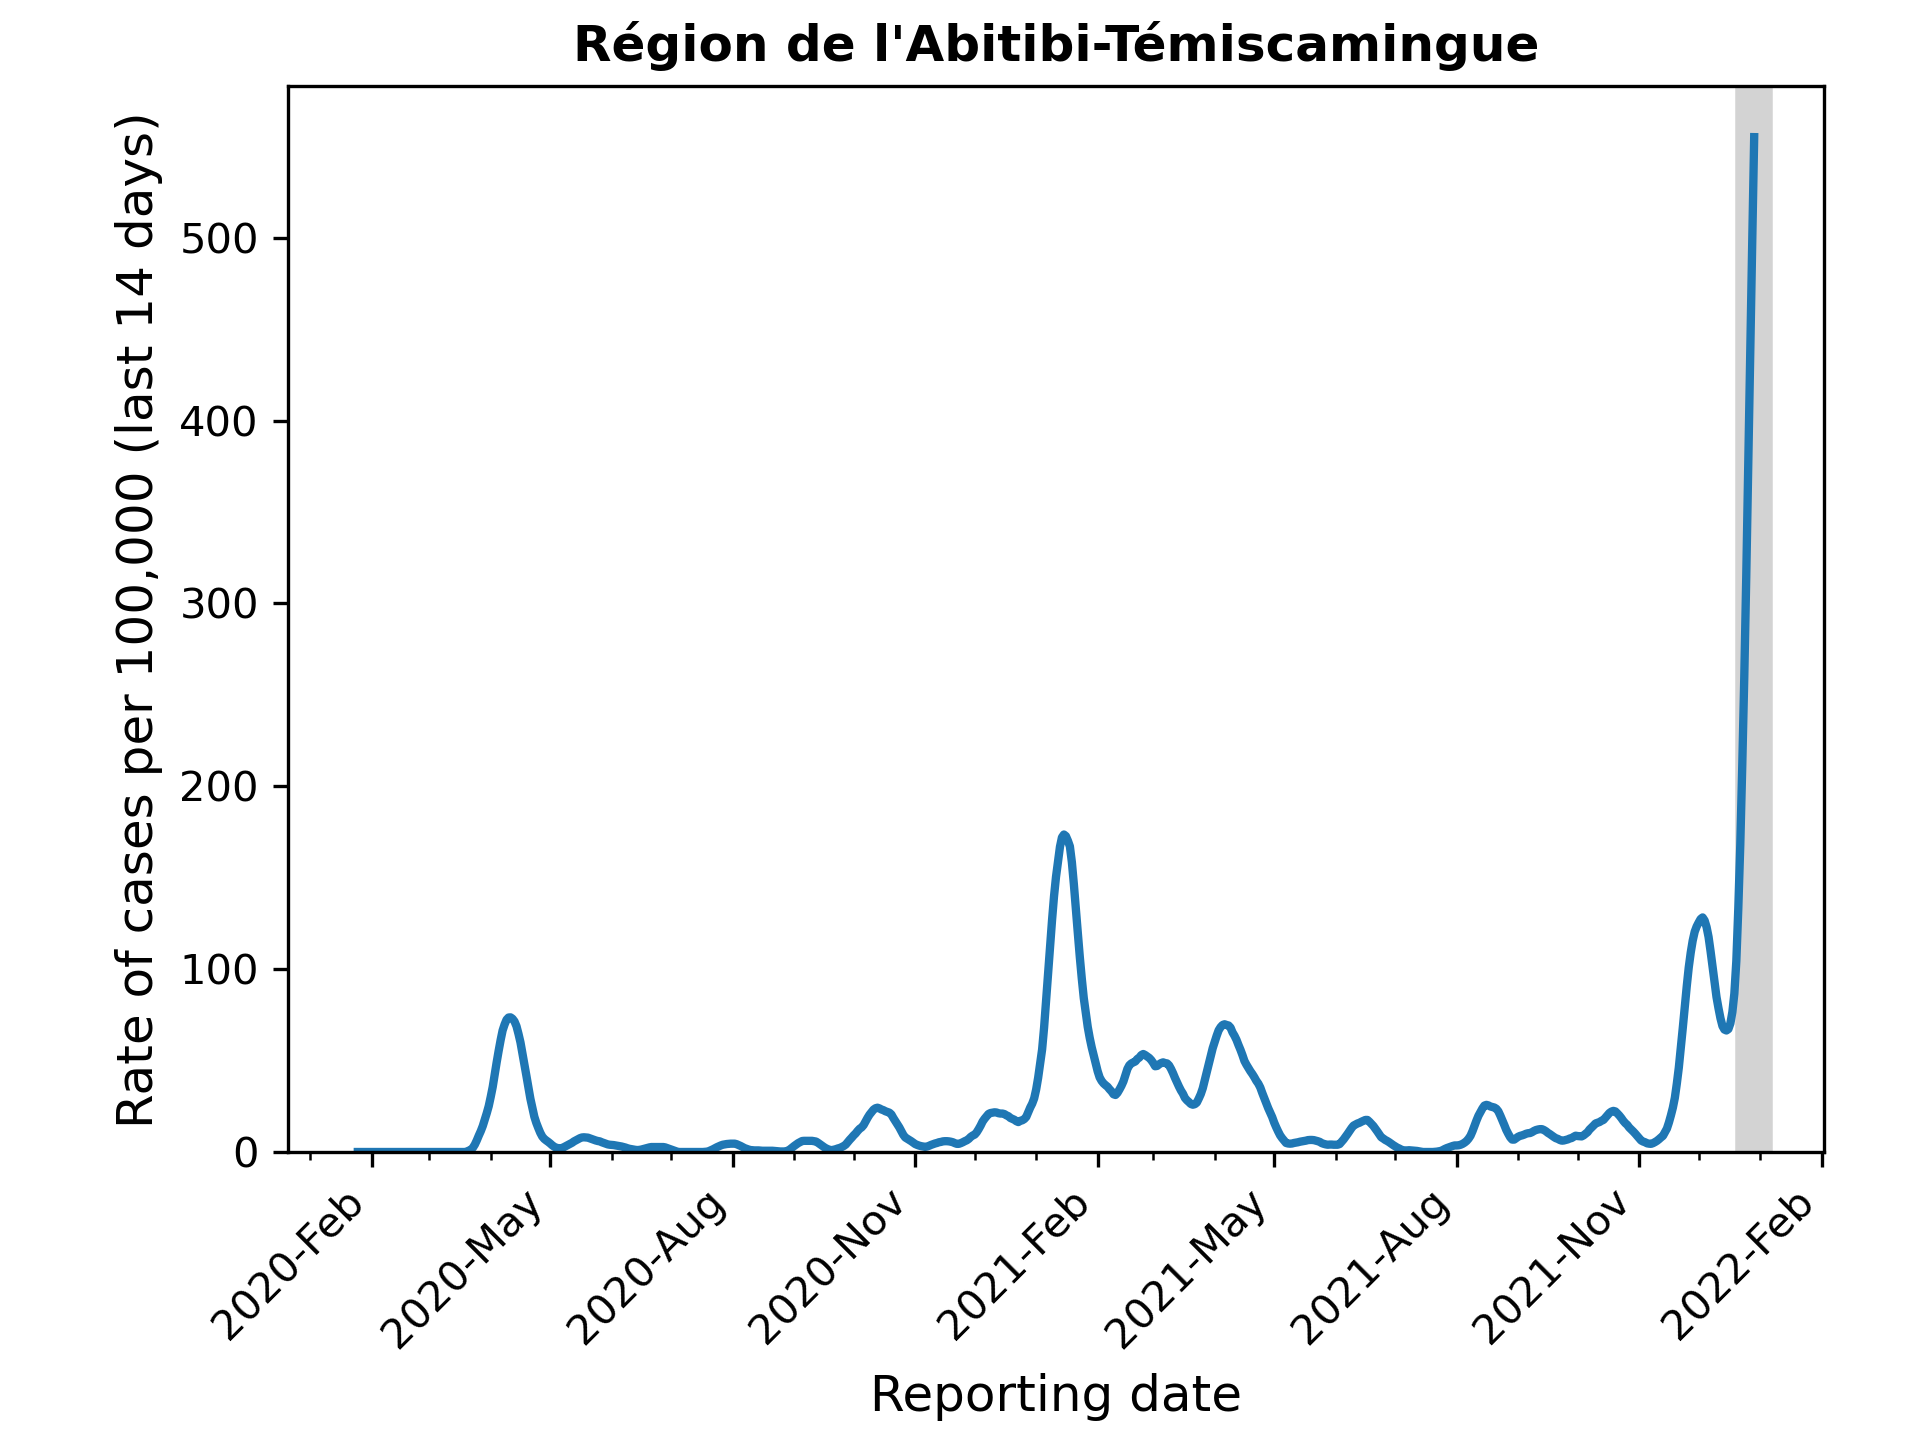 Région de l'Abitibi-Témiscamingue
Rate of cases per 100,000 (last 14 days)
500
400
300
200
100
0
2020-Feb
2020-May
2020-Aug
2020-Nov
2021-Feb
2021-May
2021-Aug
2021-Nov
2022-Feb
Reporting date